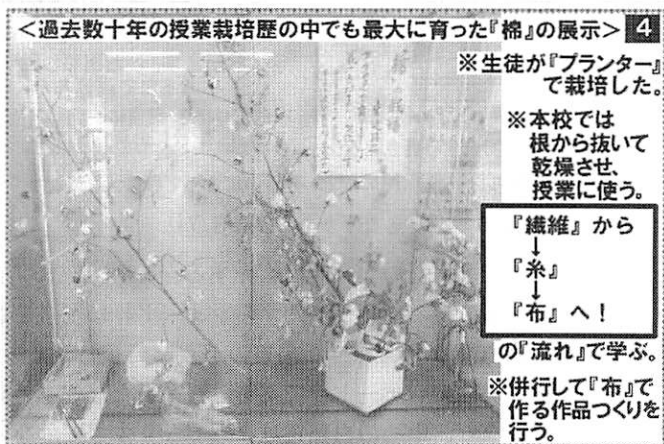 <過去数十年の授業栽培歴の中でも最大に育った『棉』の展示> 4
※生徒が『プランター』
で栽培した。
※本校では
根から抜いて
乾燥させ、
授業に使う。
『繊維』から
↓
『糸』
↓
『布』へ!
の『流れ』で学ぶ。
※併行して『布』で
作る作品つくりを
行う。